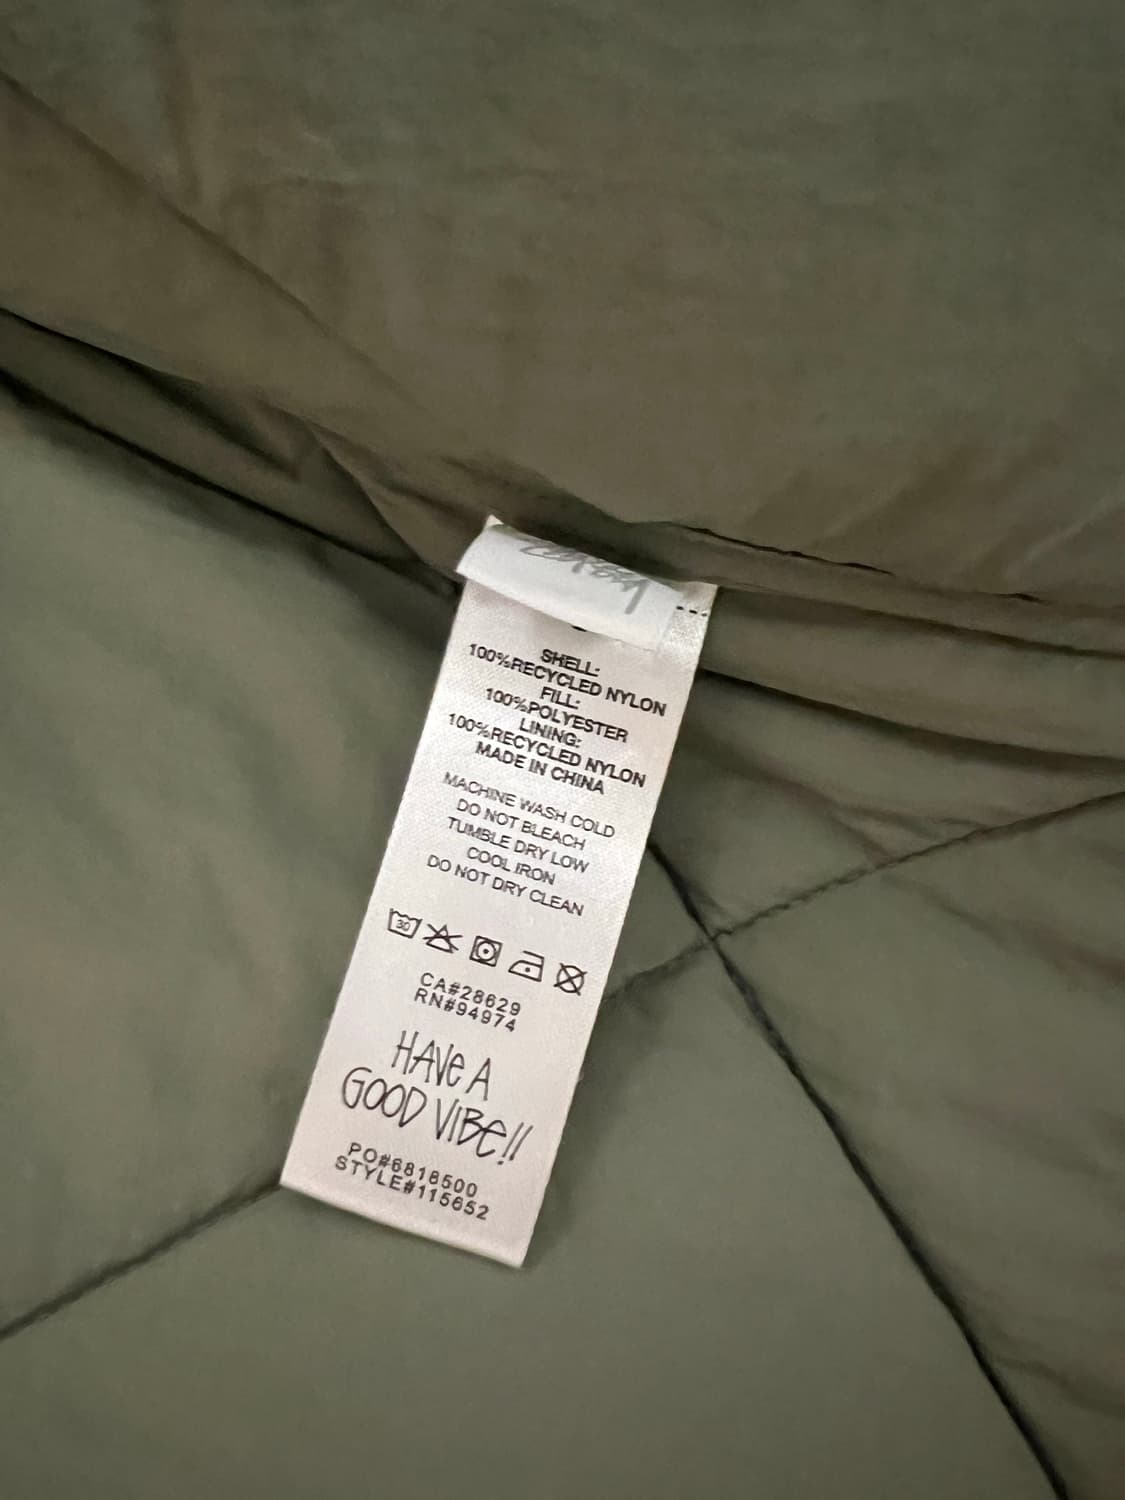 SHELL:
100%RECYCLED NYLON
FILL:
100%POLYESTER
LINING:
100%RECYCLED NYLON
MADE IN CHINA
MACHINE WASH COLD
DO NOT BLEACH
TUMBLE DRY LOW
COOL IRON
DO NOT DRY CLEAN
30
CA#28629
RN#94974
HAVE A
GOOD VIBE!!
PO#6818500
STYLE#115652